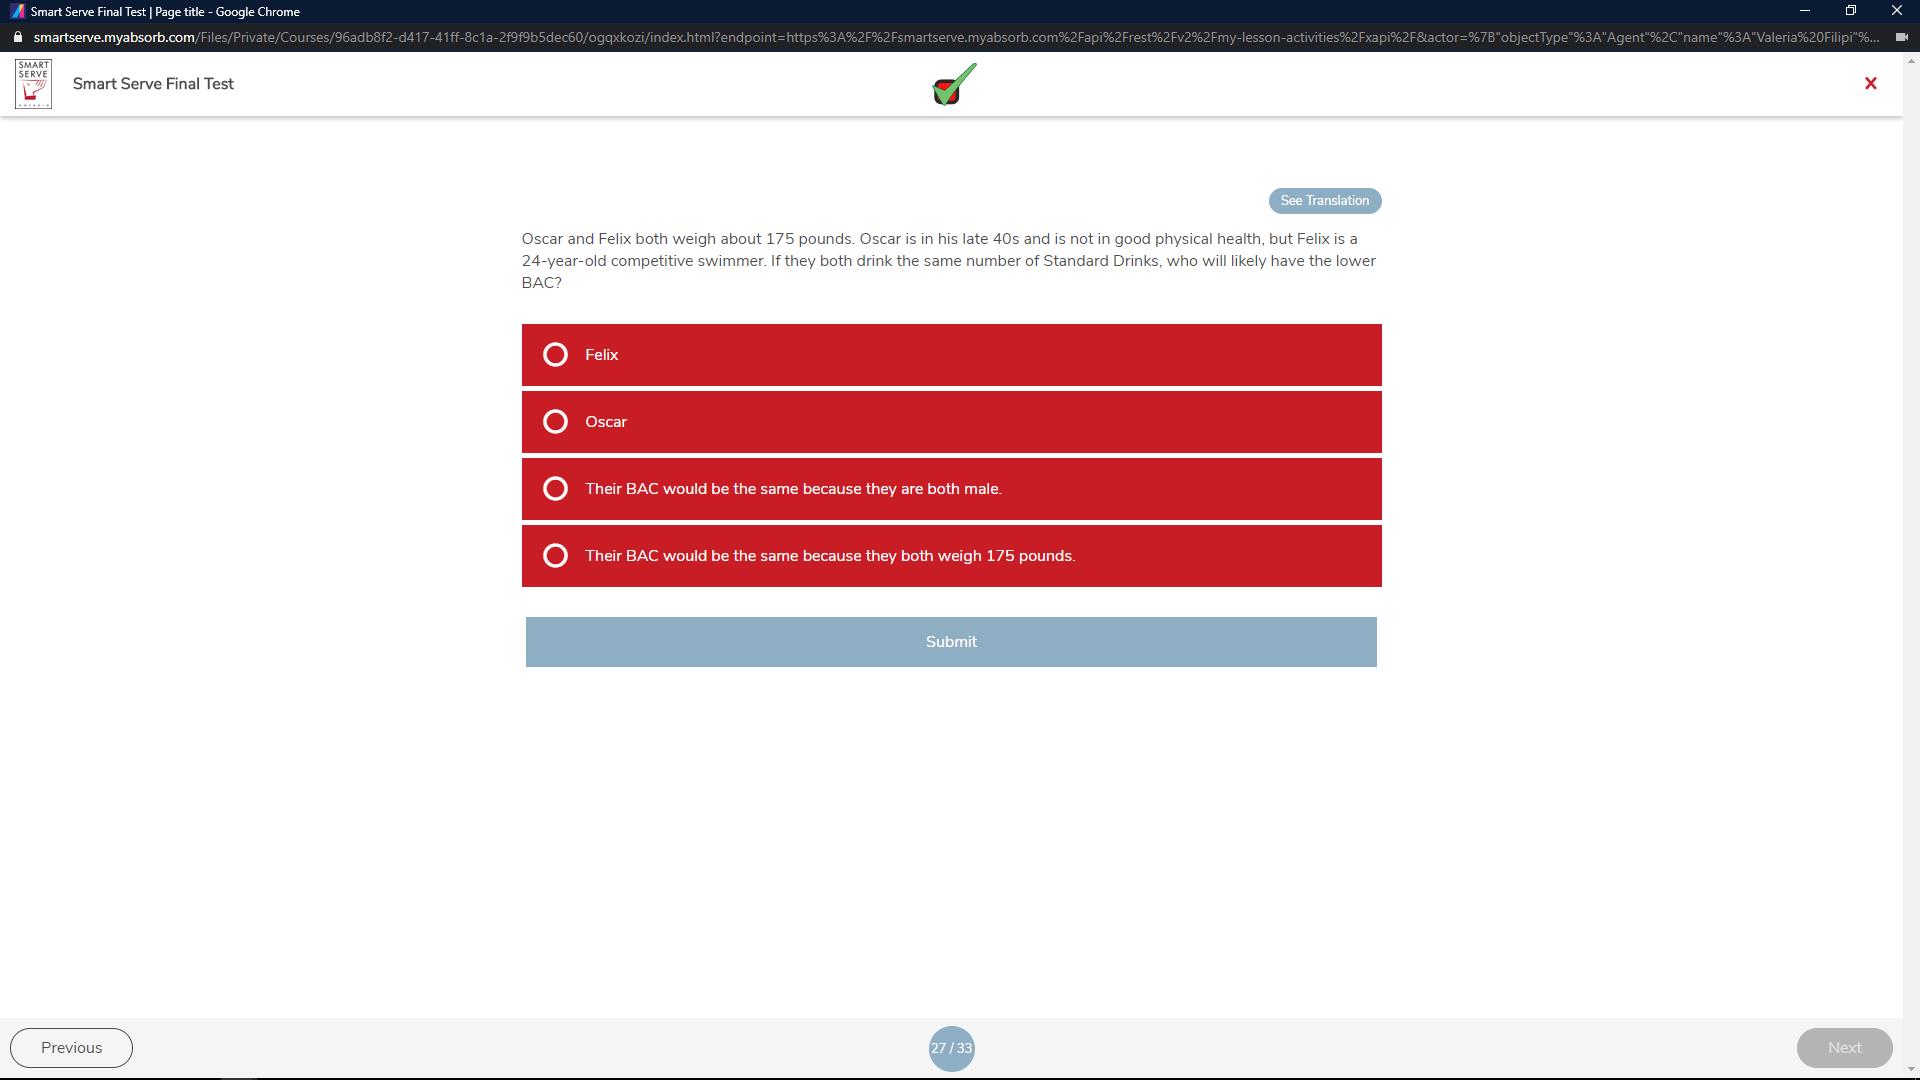 Smart Serve Final Test | Page title - Google Chrome
smartserve.myabsorb.com/Files/Private/Courses/96adb8f2-d417-41ff-8c1a-2f9f9b5dec60/ogqxkozi/index.html?endpoint=https%3A%2F%2Fsmartserve.myabsorb.com%2Fapi%2Frest%2Fv2%2Fmy-lesson-activities%2Fxapi%2F&actor=%7B"objectType"%3A"Agent"%2C"name"%3A"Valeria%20Filipi"%...
SMART
SERVE
ONTARIO
Smart Serve Final Test
See Translation
Oscar and Felix both weigh about 175 pounds. Oscar is in his late 40s and is not in good physical health, but Felix is a
24-year-old competitive swimmer. If they both drink the same number of Standard Drinks, who will likely have the lower
BAC?
Felix
Oscar
Their BAC would be the same because they are both male.
Their BAC would be the same because they both weigh 175 pounds.
Submit
Previous
27 / 33
Next